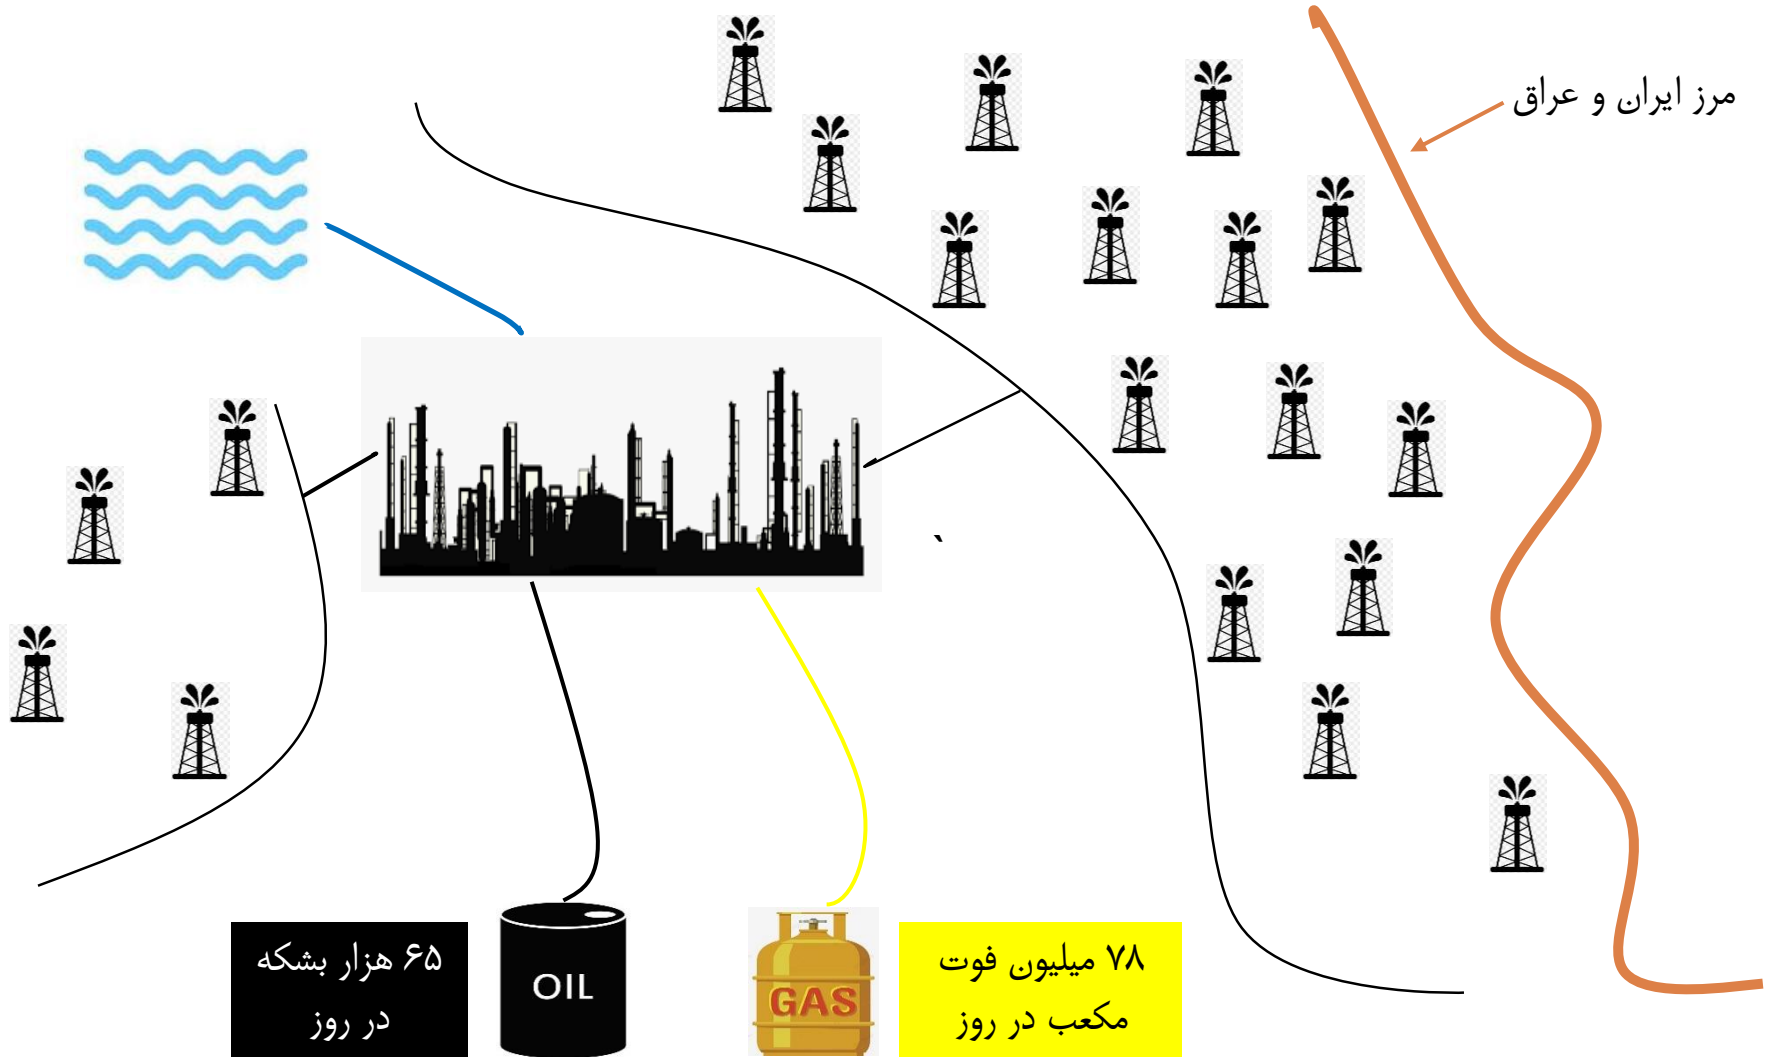 مرز ایران و عراق
۶۵ هزار بشکه
در روز
OIL
GAS
۷۸ میلیون فوت
مکعب در روز